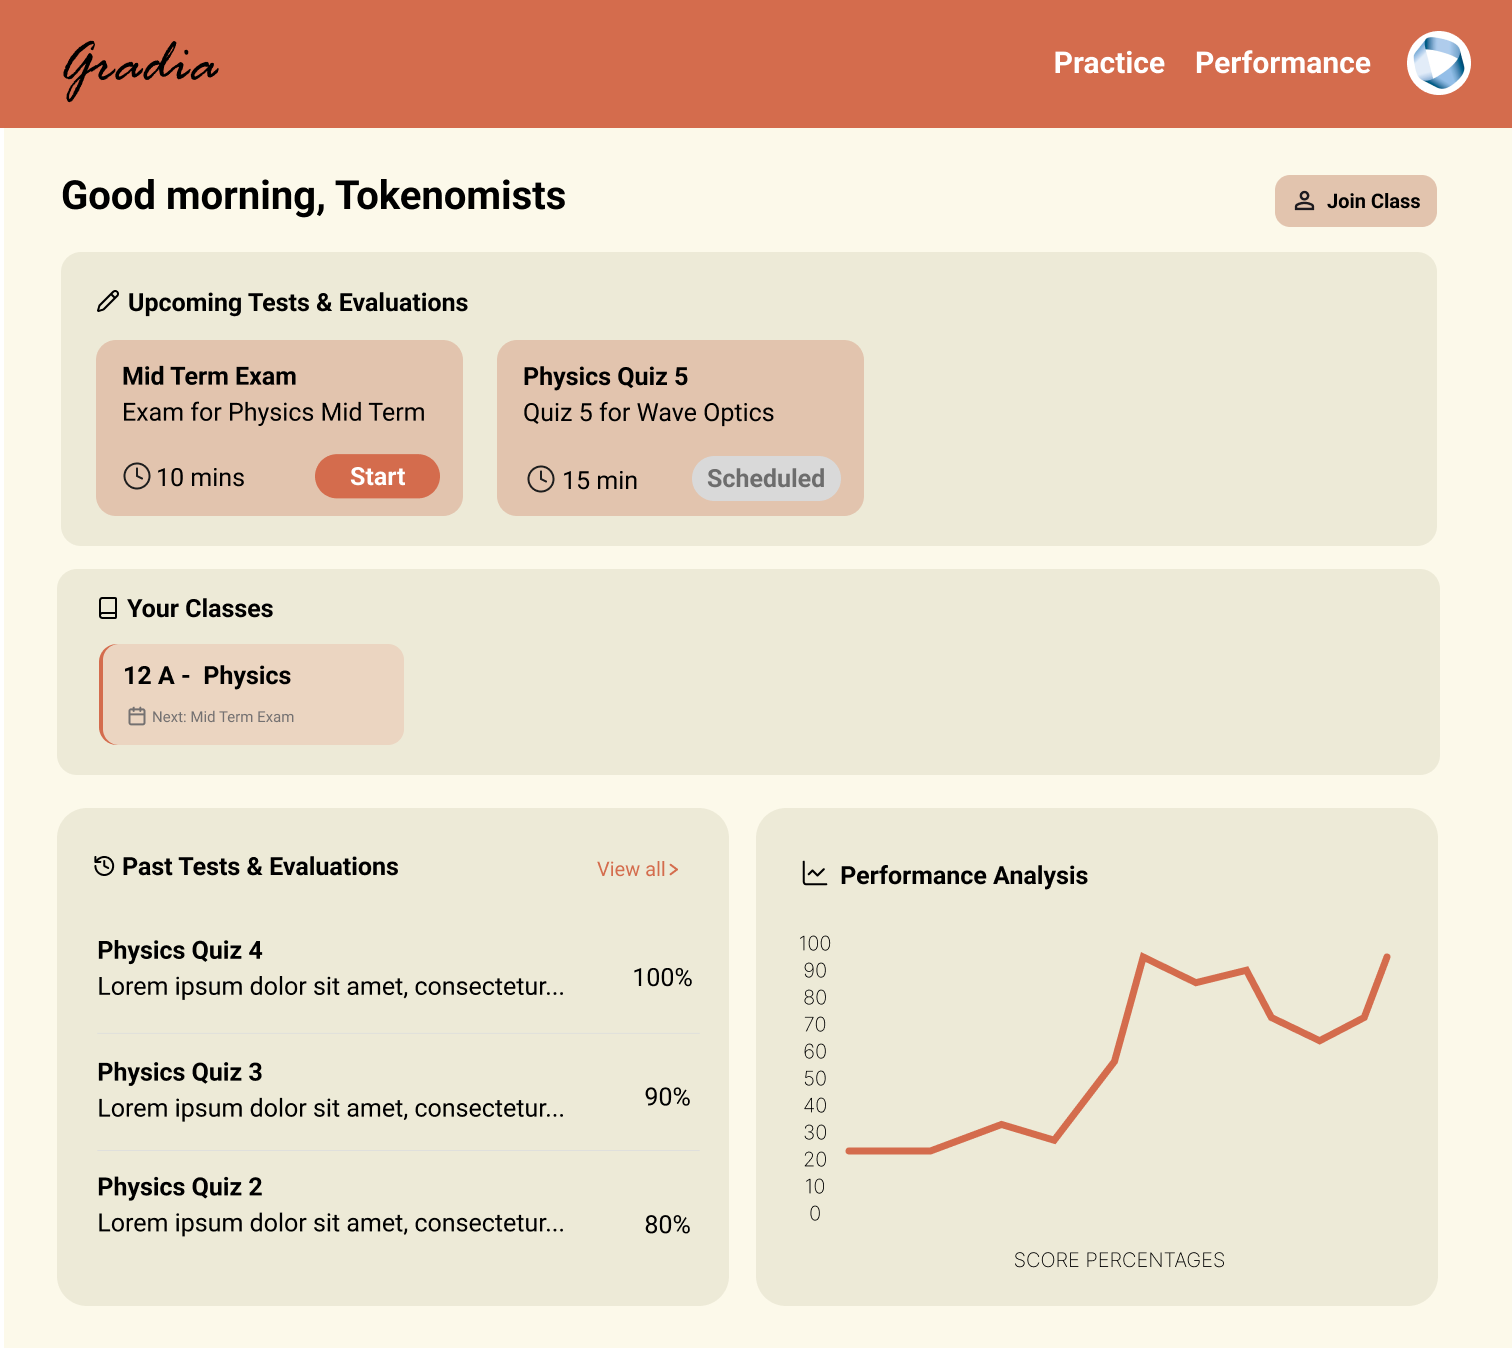 Gradia
Practice
Performance
Good morning, Tokenomists
Join Class
Upcoming Tests & Evaluations
Mid Term Exam
Exam for Physics Mid Term
10 mins
Start
Physics Quiz 5
Quiz 5 for Wave Optics
15 min
Scheduled
Your Classes
12 A - Physics
Next: Mid Term Exam
Past Tests & Evaluations
View all>
Physics Quiz 4
Lorem ipsum dolor sit amet, consectetur...
100%
Physics Quiz 3
Lorem ipsum dolor sit amet, consectetur...
90%
Physics Quiz 2
Lorem ipsum dolor sit amet, consectetur...
80%
Performance Analysis
100
90
80
70
60
50
40
30
20
10
0
SCORE PERCENTAGES